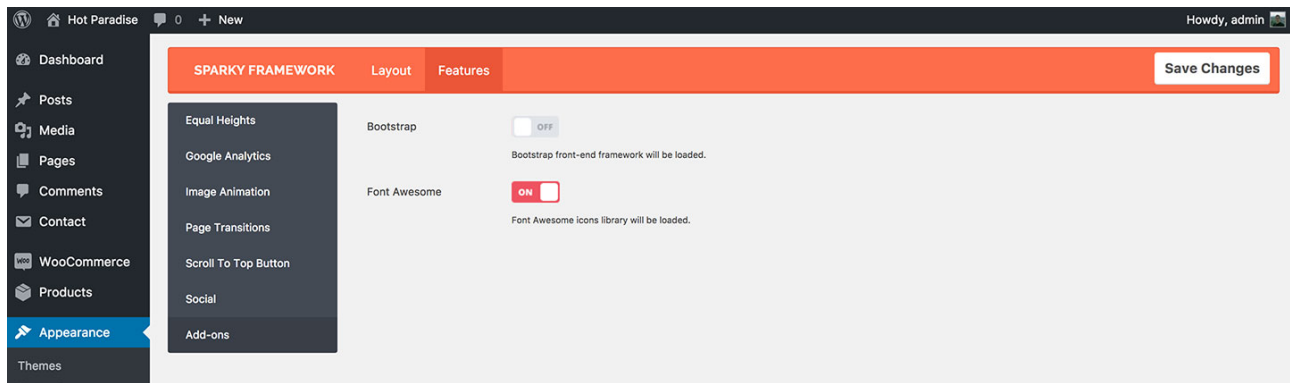 Hot Paradise 0 + New Howdy, admin
Dashboard
Posts
Media
Pages
Comments
Contact
WooCommerce
Products
Appearance
Themes
SPARKY FRAMEWORK Layout Features Save Changes
Equal Heights
Google Analytics
Image Animation
Page Transitions
Scroll To Top Button
Social
Add-ons
Bootstrap OFF
Bootstrap front-end framework will be loaded.
Font Awesome ON
Font Awesome icons library will be loaded.